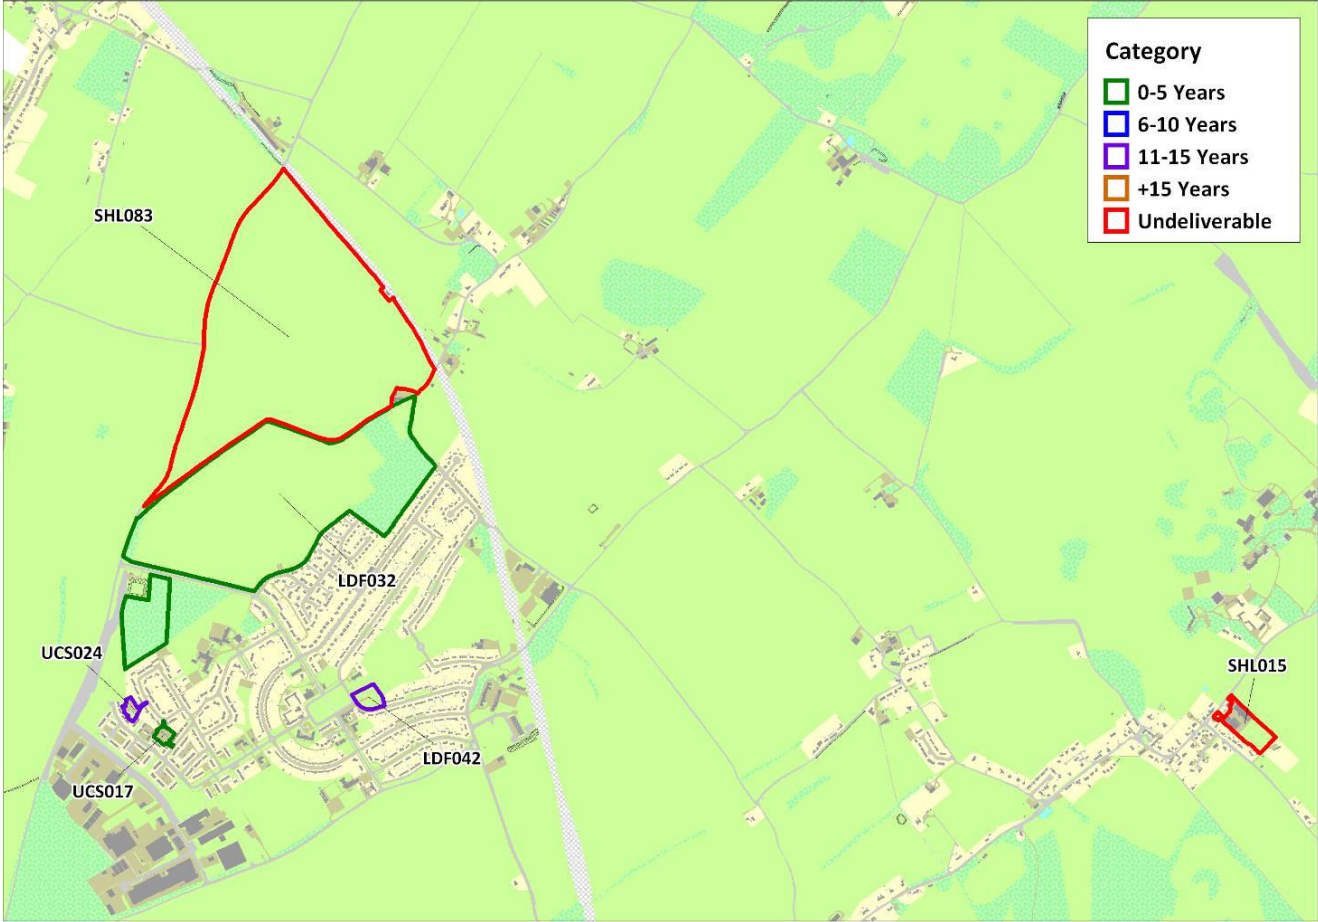 Category
0-5 Years
6-10 Years
11-15 Years
+15 Years
Undeliverable
SHL083
LDF032
UCS024
SHL015
LDF042
UCS017